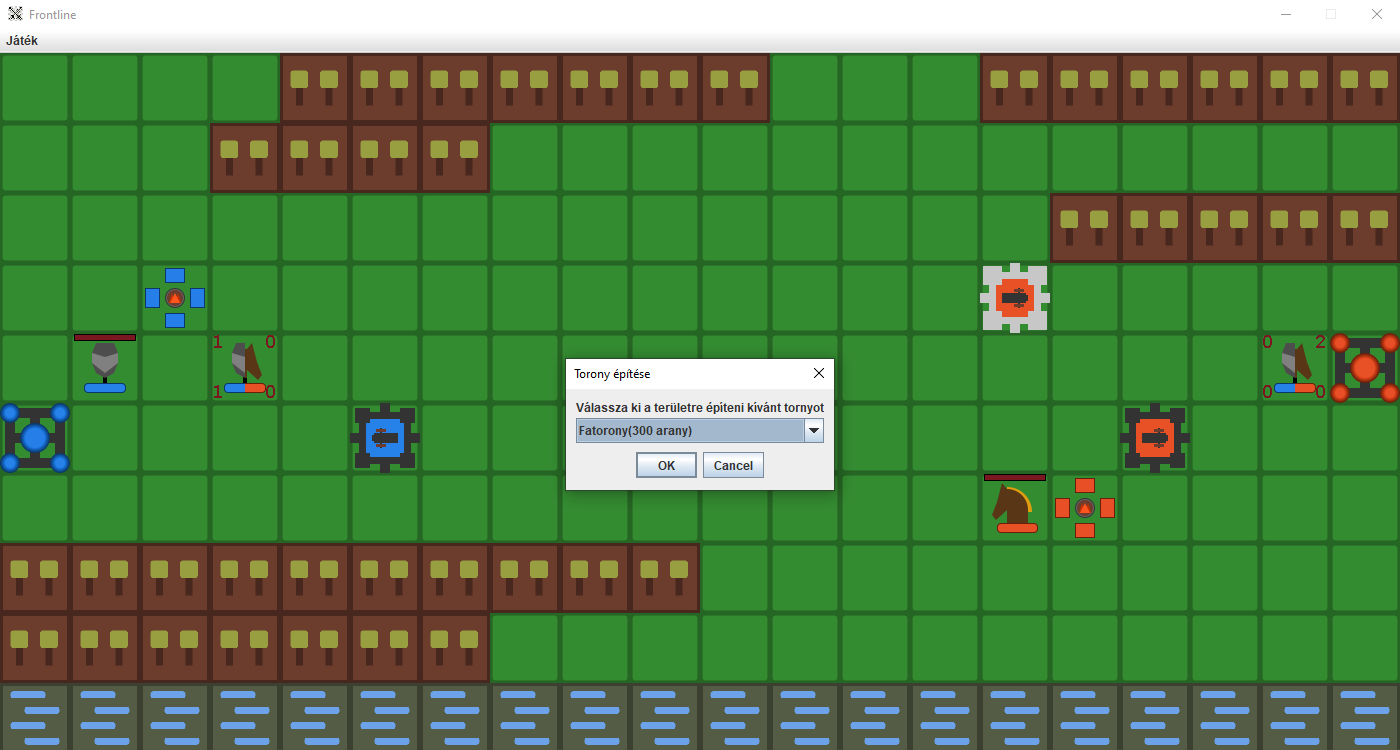 Frontline
Játék
1 0
1 0
0 2
0 0
Torony építése
Válassza ki a területre építeni kivánt tornyot
Fatorony(300 arany)
OK Cancel